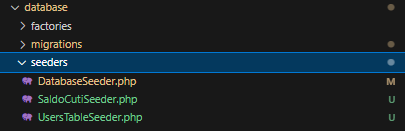 database
factories
migrations
seeders
DatabaseSeeder.php M
SaldoCutiSeeder.php U
UsersTableSeeder.php U